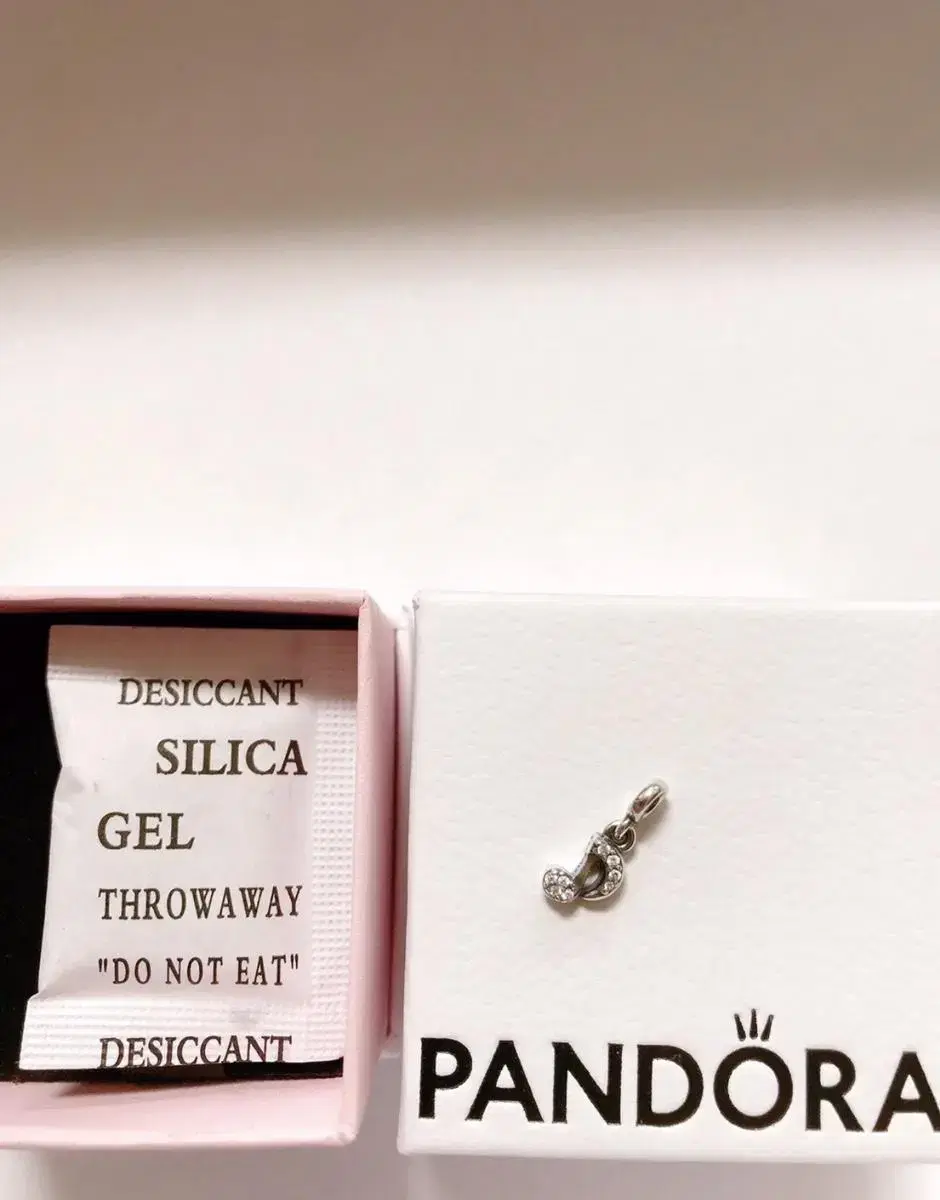 DESICCANT
SILICA
GEL
THROWAWAY
"DO NOT EAT"
DESICCANT
PANDORA